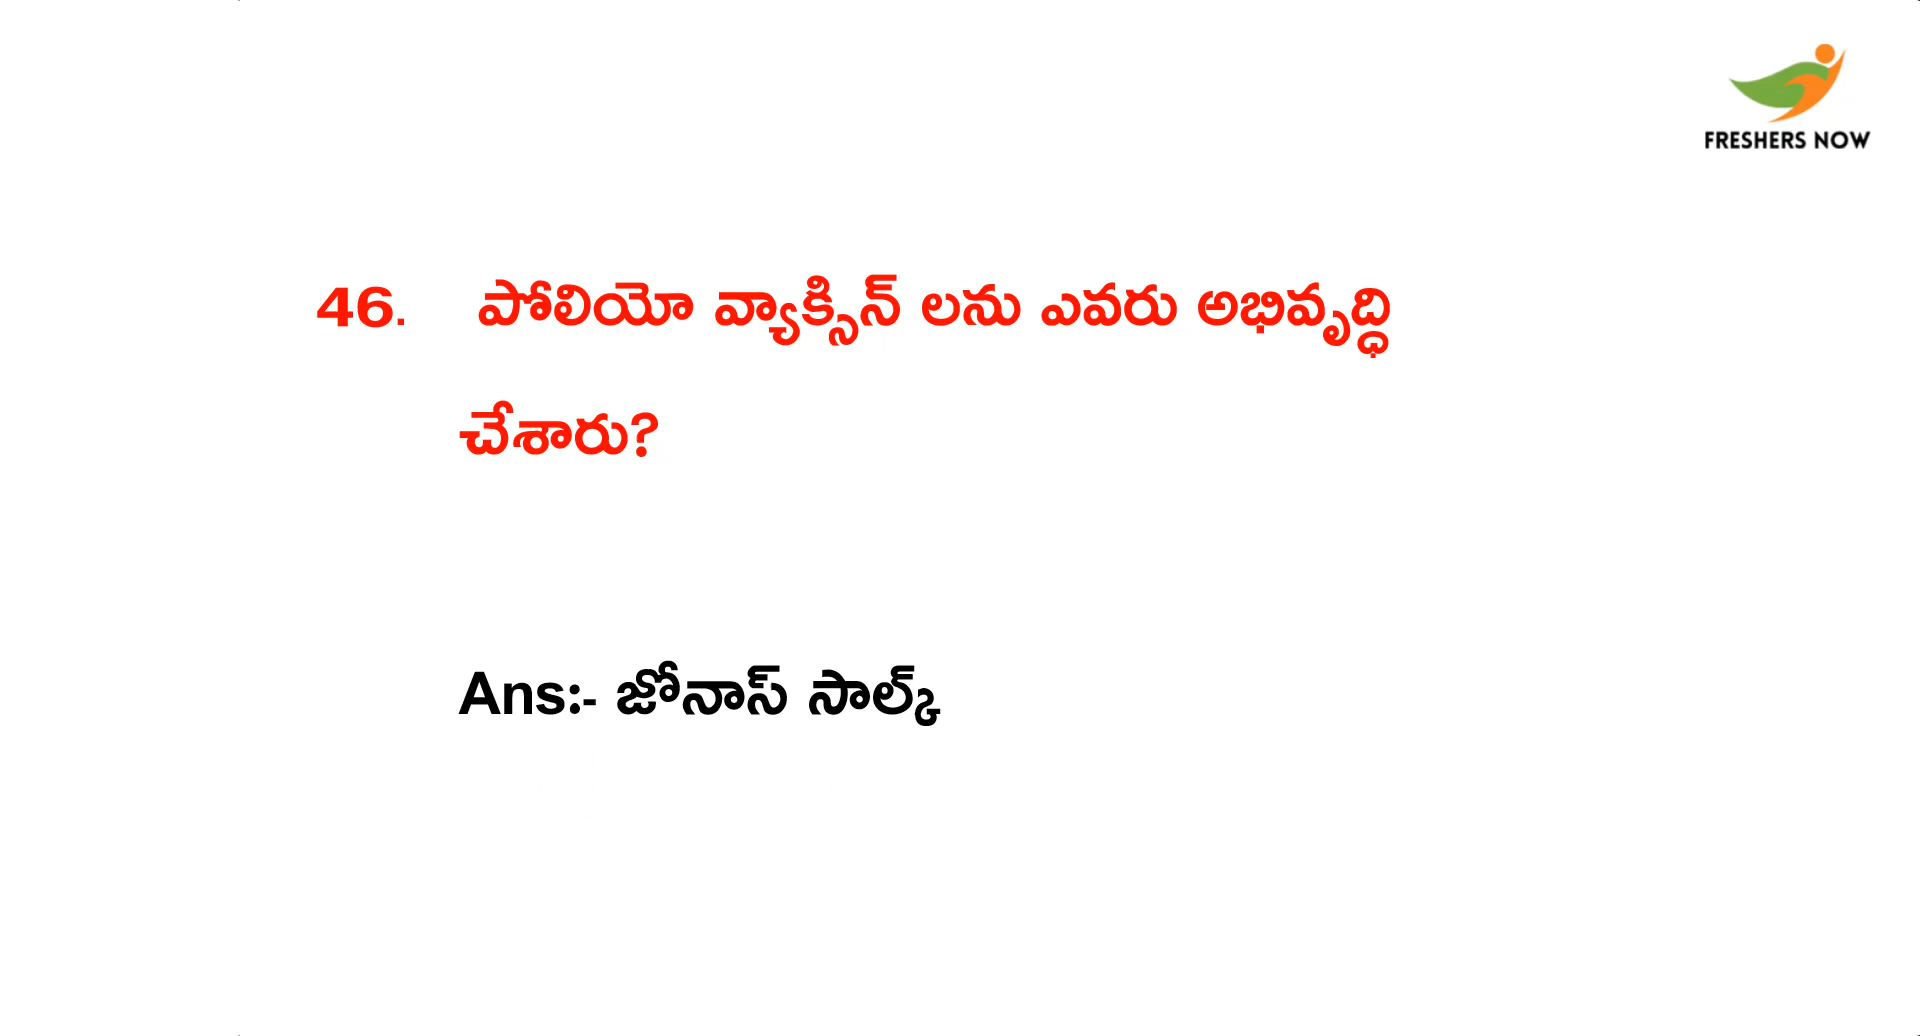 FRESHERS NOW
46. పోలియో వ్యాక్సిన్ లను ఎవరు అభివృద్ధి
చేశారు?
Ans:- జోనాస్ సాల్క్